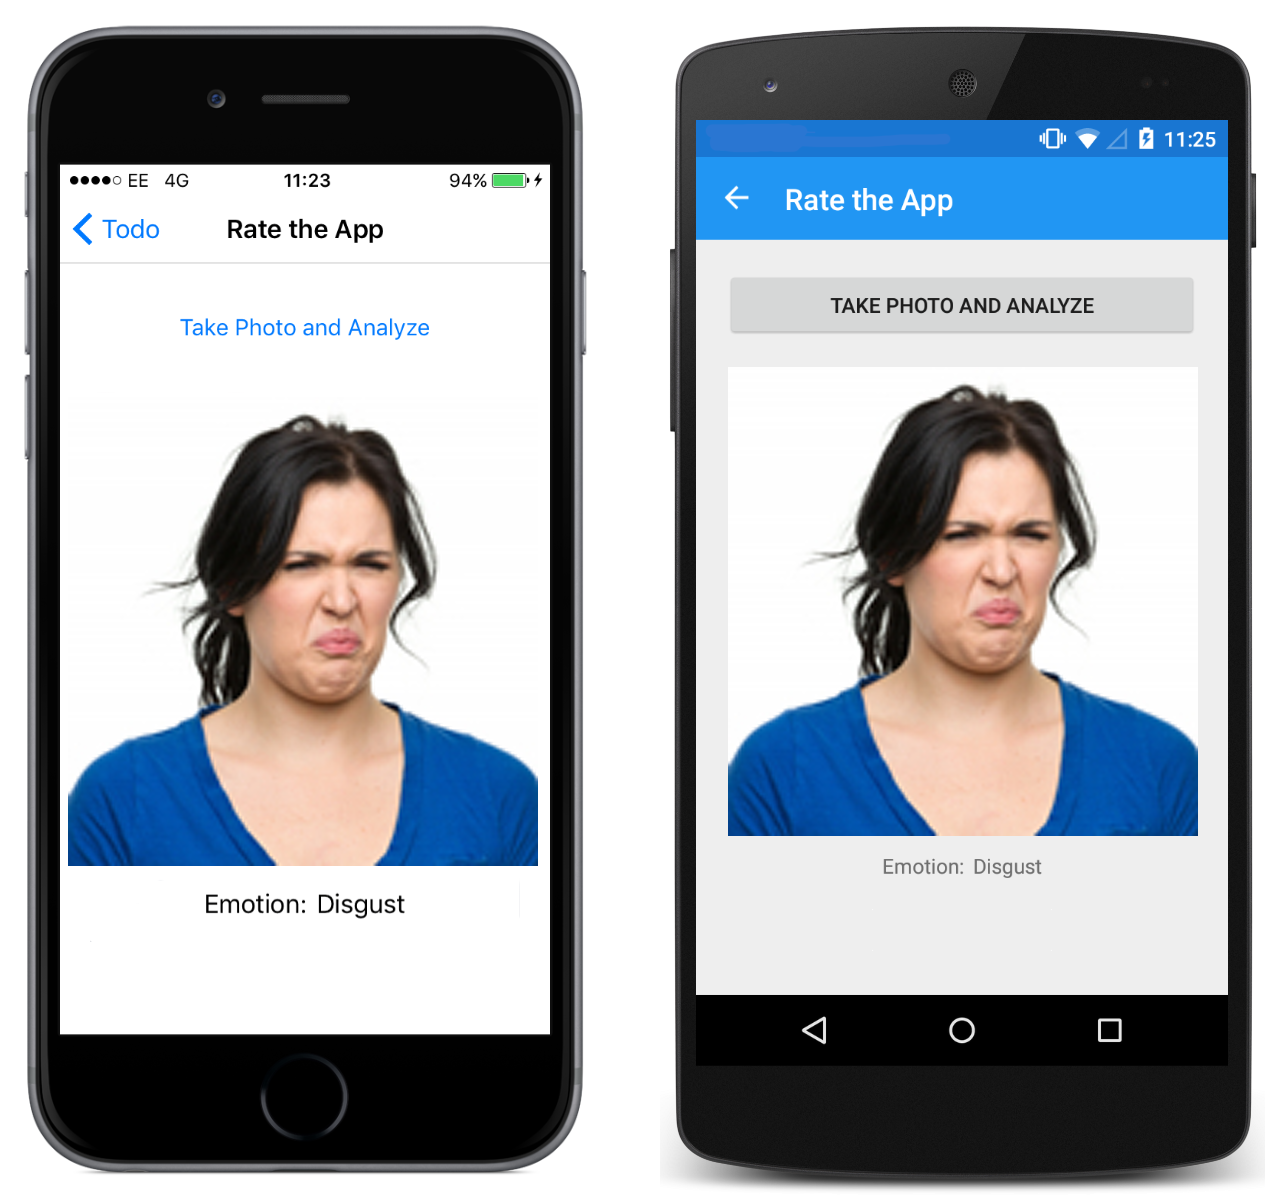 EE 4G 11:23 94%
Todo Rate the App
Take Photo and Analyze
Emotion: Disgust
11:25
Rate the App
TAKE PHOTO AND ANALYZE
Emotion: Disgust